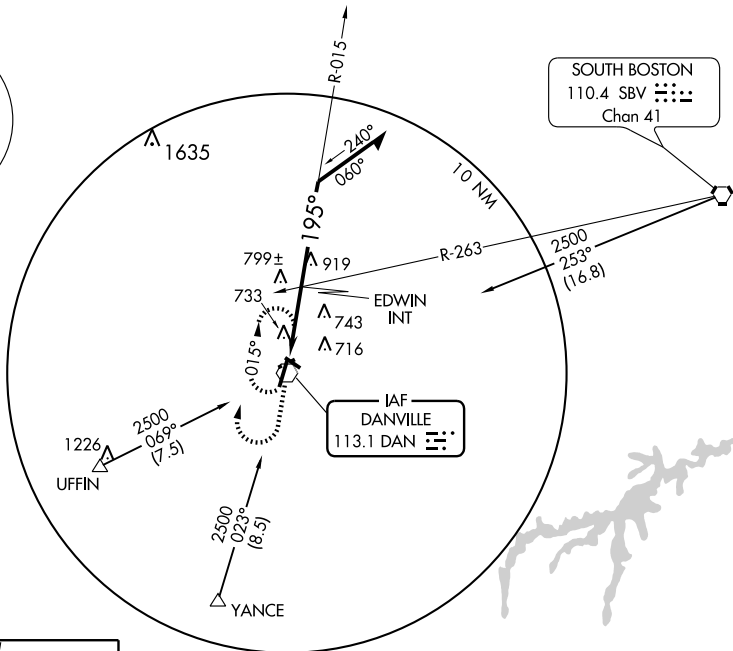 R-015
SOUTH BOSTON
110.4 SBV
Chan 41
1635
240°
060°
10 NM
195°
799±
919
R-263
2500
253°
(16.8)
733
EDWIN
INT
743
716
015°
IAF
DANVILLE
113.1 DAN
2500
069°
(7.5)
1226
UFFIN
2500
023°
(8.5)
YANCE